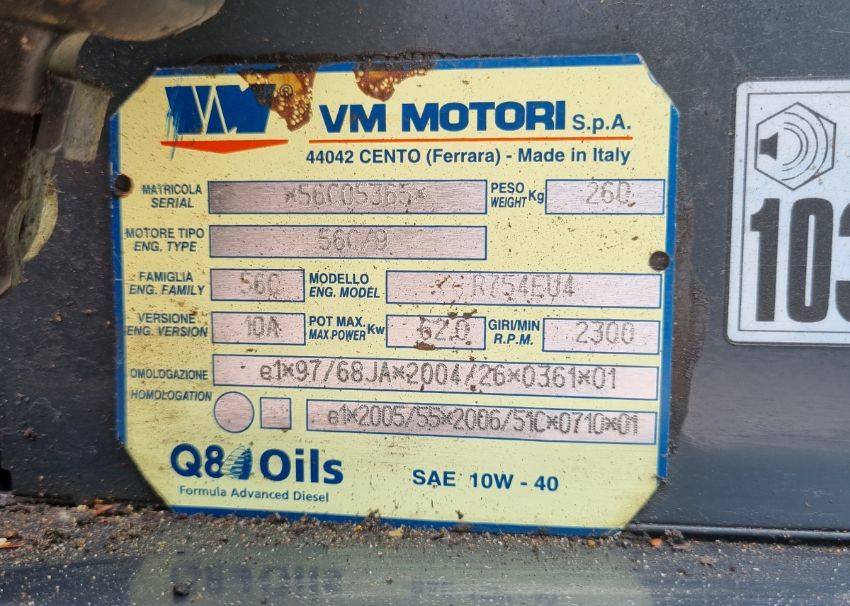 VM ®
VM MOTORI S.p.A.
44042 CENTO (Ferrara) - Made in Italy
MATRICOLA SERIAL *56C05365* PESO WEIGHT Kg 260
MOTORE TIPO ENG. TYPE 56C/9
FAMIGLIA ENG. FAMILY 56C MODELLO ENG. MODEL R754EU4
VERSIONE ENG. VERSION 10A POT MAX. MAX POWER Kw 62.0 GIRI/MIN R.P.M. 2300
OMOLOGAZIONE HOMOLOGATION e1*97/68JA*2004/26*0361*01
e1*2005/55*2006/51C*0710*01
Q8 Oils SAE 10W - 40
Formula Advanced Diesel
103